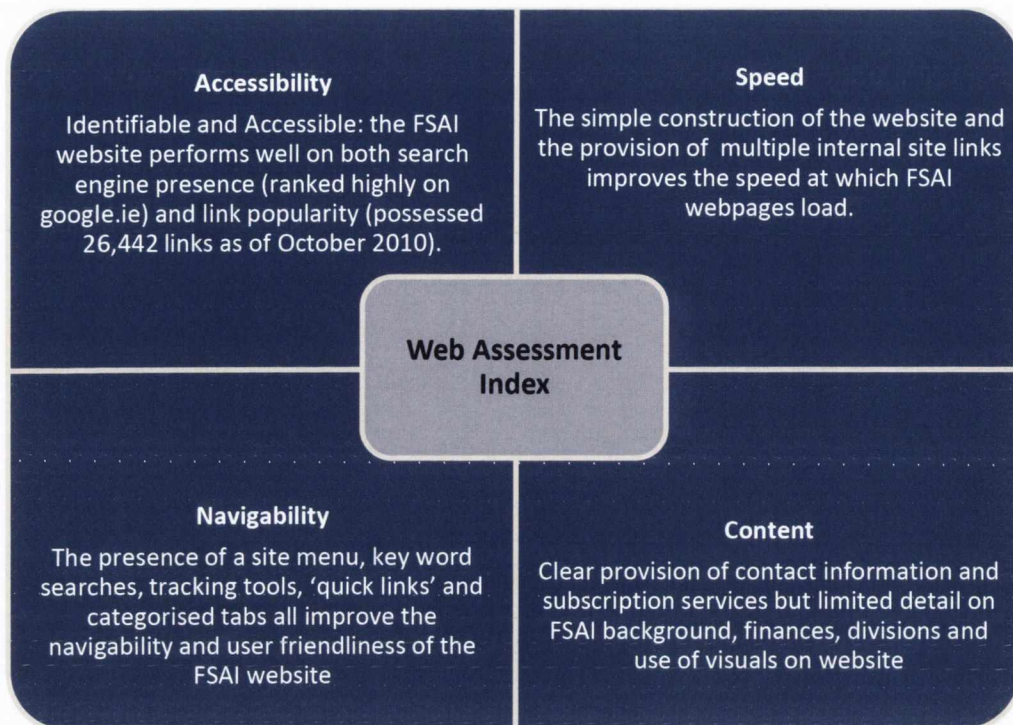 Accessibility
Identifiable and Accessible: the FSAI
website performs well on both search
engine presence (ranked highly on
google.ie) and link popularity (possessed
26,442 links as of October 2010).
Speed
The simple construction of the website and
the provision of  multiple internal site links
improves the speed at which FSAI
webpages load.
Web Assessment
Index
Navigability
The presence of a site menu, key word
searches, tracking tools, ‘quick links’ and
categorised tabs all improve the
navigability and user friendliness of the
FSAI website
Content
Clear provision of contact information and
subscription services but limited detail on
FSAI background, finances, divisions and
use of visuals on website